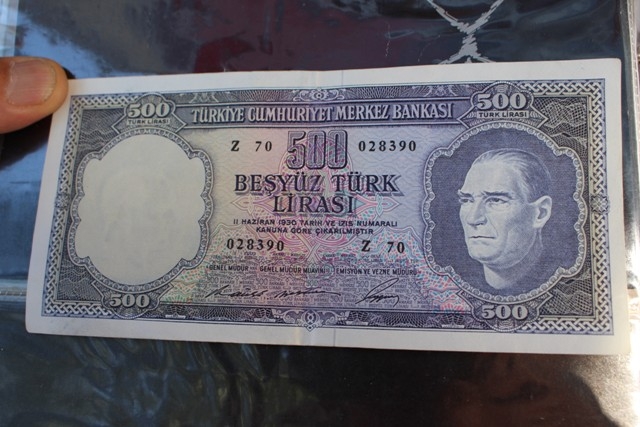 500 TÜRK LİRASI
TÜRKİYE CUMHURİYET MERKEZ BANKASI
500 TÜRK LİRASI
Z 70 500 028390
BEŞYÜZ TÜRK
LİRASI
11 HAZİRAN 1930 TARİH VE 1715 NUMARALI
KANUNA GÖRE ÇIKARILMIŞTIR
028390 Z 70
GENEL MÜDÜR GENEL MÜDÜR MUAVİNİ EMİSYON VE VEZNE MÜDÜRÜ
500 500